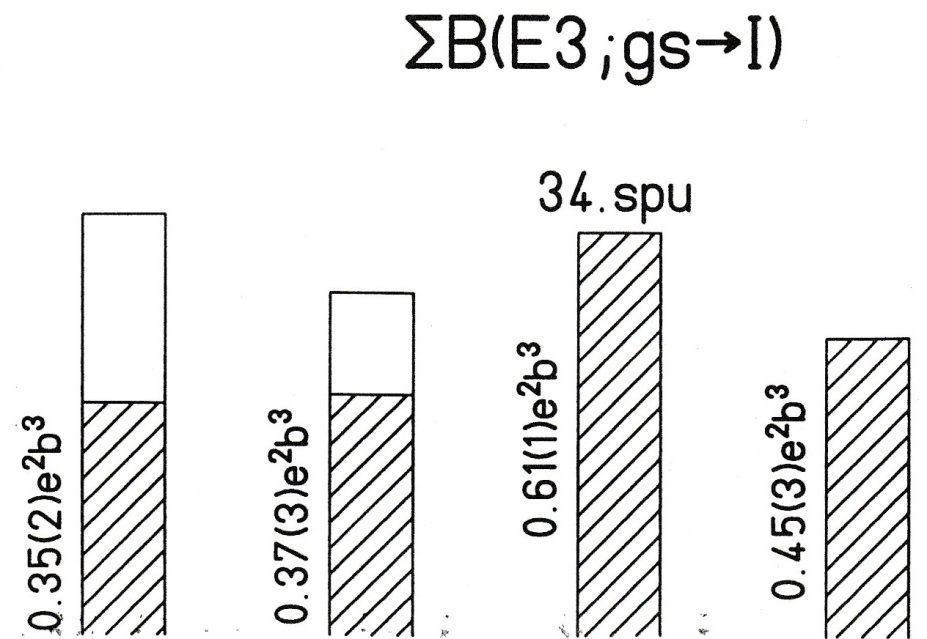 ΣB(E3;gs→I)
34.spu
0.35(2)e²b³
0.37(3)e²b³
0.61(1)e²b³
0.45(3)e²b³